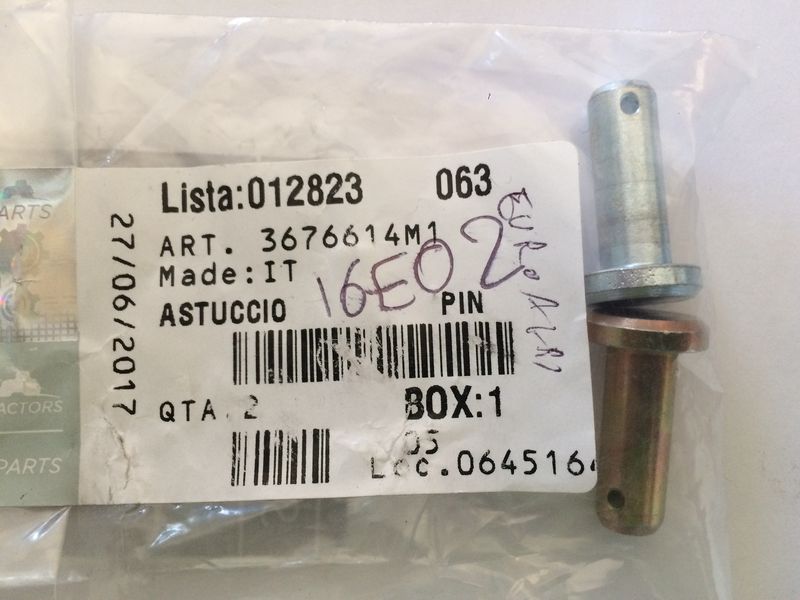 PARTS
ACTORS
PARTS
27/06/2017
Lista:012823 063
ART. 3676614M1
Made:IT
16E02
ASTUCCIO PIN
QTA. 2 BOX:1
05
Loc.064516